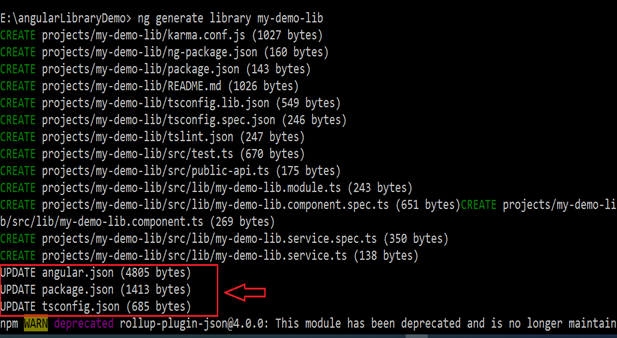 E:\angularLibraryDemo> ng generate library my-demo-lib
CREATE projects/my-demo-lib/karma.conf.js (1027 bytes)
CREATE projects/my-demo-lib/ng-package.json (160 bytes)
CREATE projects/my-demo-lib/package.json (143 bytes)
CREATE projects/my-demo-lib/README.md (1026 bytes)
CREATE projects/my-demo-lib/tsconfig.lib.json (549 bytes)
CREATE projects/my-demo-lib/tsconfig.spec.json (246 bytes)
CREATE projects/my-demo-lib/tslint.json (247 bytes)
CREATE projects/my-demo-lib/src/test.ts (670 bytes)
CREATE projects/my-demo-lib/src/public-api.ts (175 bytes)
CREATE projects/my-demo-lib/src/lib/my-demo-lib.module.ts (243 bytes)
CREATE projects/my-demo-lib/src/lib/my-demo-lib.component.spec.ts (651 bytes)CREATE projects/my-demo-li
b/src/lib/my-demo-lib.component.ts (269 bytes)
CREATE projects/my-demo-lib/src/lib/my-demo-lib.service.spec.ts (350 bytes)
CREATE projects/my-demo-lib/src/lib/my-demo-lib.service.ts (138 bytes)
UPDATE angular.json (4805 bytes)
UPDATE package.json (1413 bytes)
UPDATE tsconfig.json (685 bytes)
npm WARN deprecated rollup-plugin-json@4.0.0: This module has been deprecated and is no longer maintain